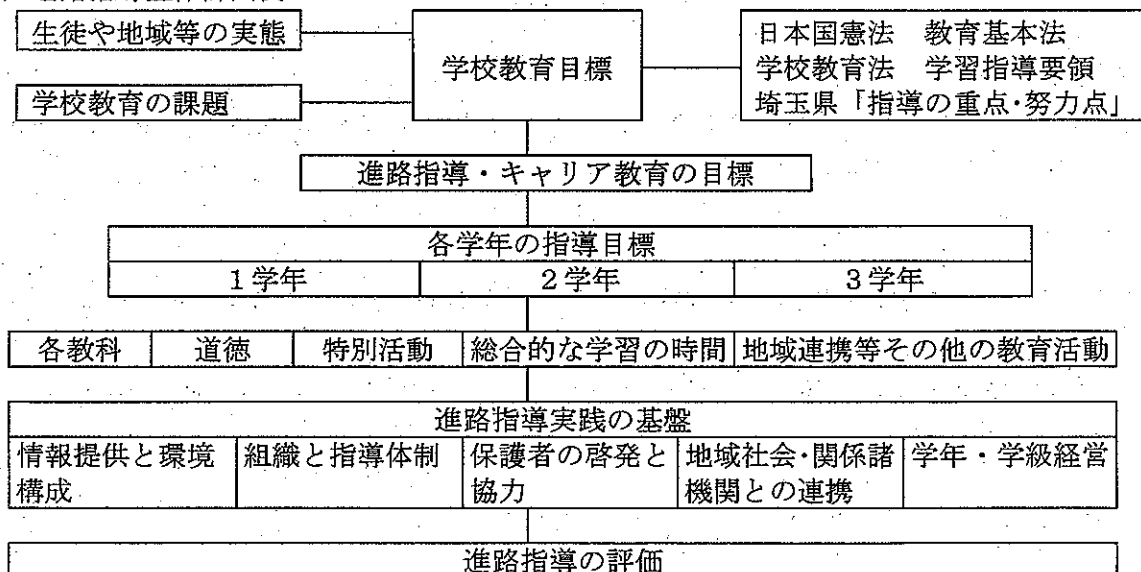 生徒や地域等の実態
学校教育の課題
学校教育目標
日本国憲法 教育基本法
学校教育法 学習指導要領
埼玉県「指導の重点・努力点」
進路指導・キャリア教育の目標
各学年の指導目標
1学年 2学年 3学年
各教科 道徳 特別活動 総合的な学習の時間 地域連携等その他の教育活動
進路指導実践の基盤
情報提供と環境
構成
組織と指導体制
保護者の啓発と
協力
地域社会・関係諸
機関との連携
学年・学級経営
進路指導の評価